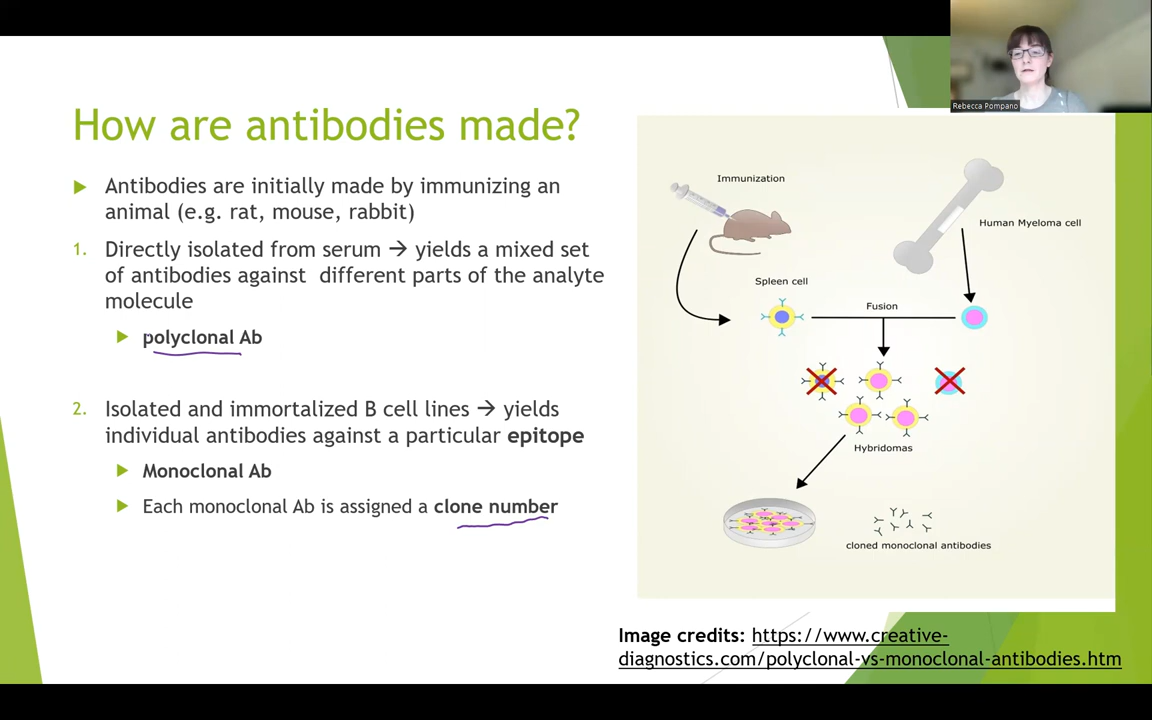 Rebecca Pompano
How are antibodies made?
Antibodies are initially made by immunizing an
animal (e.g. rat, mouse, rabbit)
1. Directly isolated from serum → yields a mixed set
of antibodies against different parts of the analyte
molecule
polyclonal Ab
2. Isolated and immortalized B cell lines → yields
individual antibodies against a particular epitope
Monoclonal Ab
Each monoclonal Ab is assigned a clone number
Immunization
Human Myeloma cell
Spleen cell
Fusion
Hybridomas
cloned monoclonal antibodies
Image credits: https://www.creative-
diagnostics.com/polyclonal-vs-monoclonal-antibodies.htm